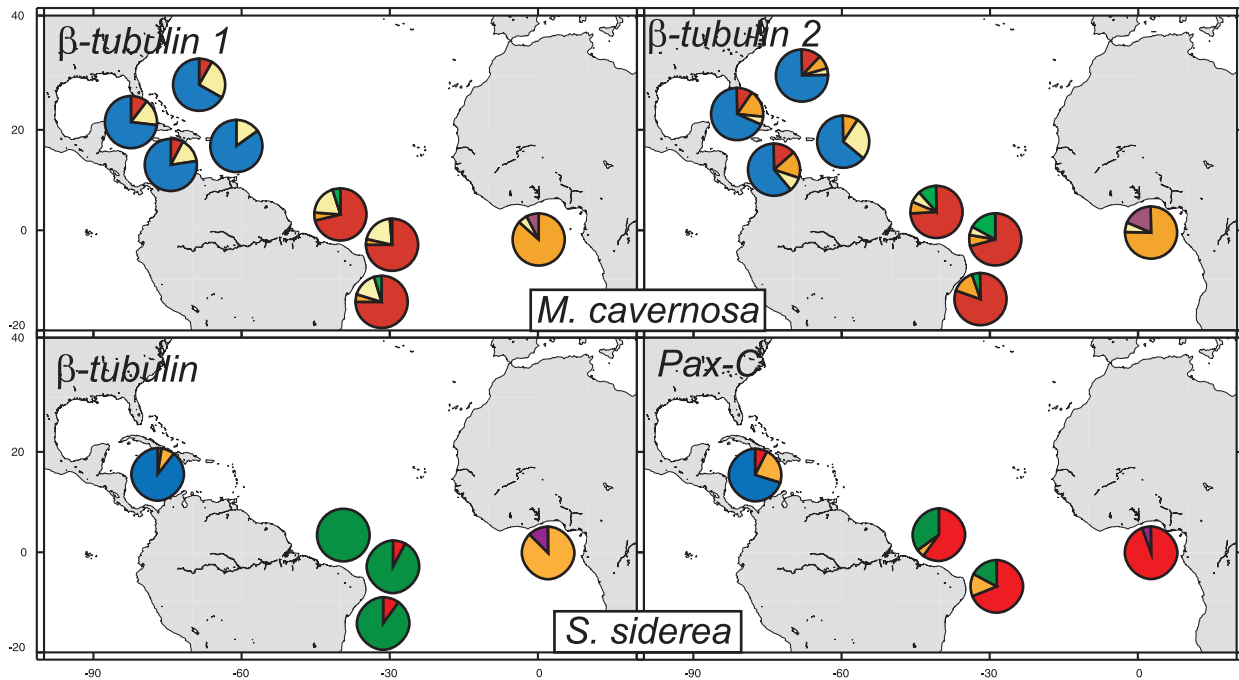 40
β-tubulin 1
β-tubulin 2
20
0
-20
M. cavernosa
40
β-tubulin
Pax-C
20
0
-20
S. siderea
-90 -60 -30 0 -90 -60 -30 0